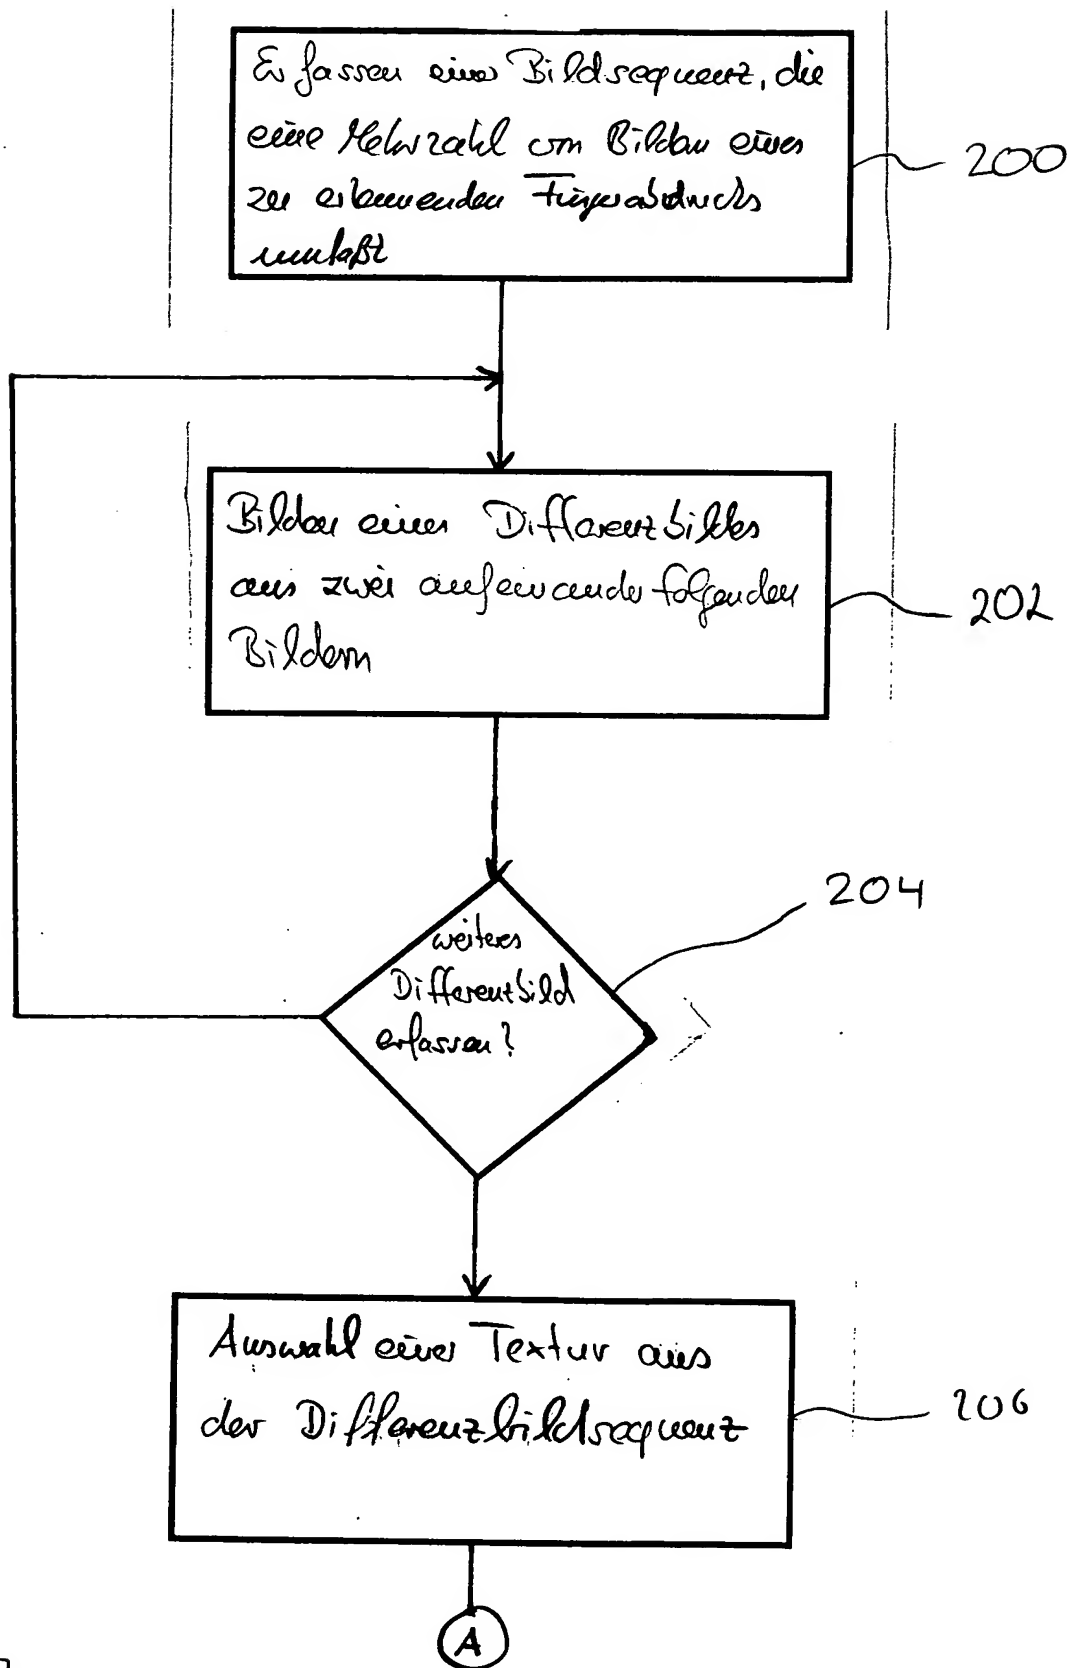 Erfassen einer Bildsequenz, die
eine Mehrzahl von Bildern eines
zu erkennenden Fingerabdrucks
umfaßt
200
Bilden eines Differenzbildes
aus zwei aufeinanderfolgenden
Bildern
202
204
weiteres
Differenzbild
erfassen?
Auswahl einer Textur aus
der Differenzbildsequenz
206
A